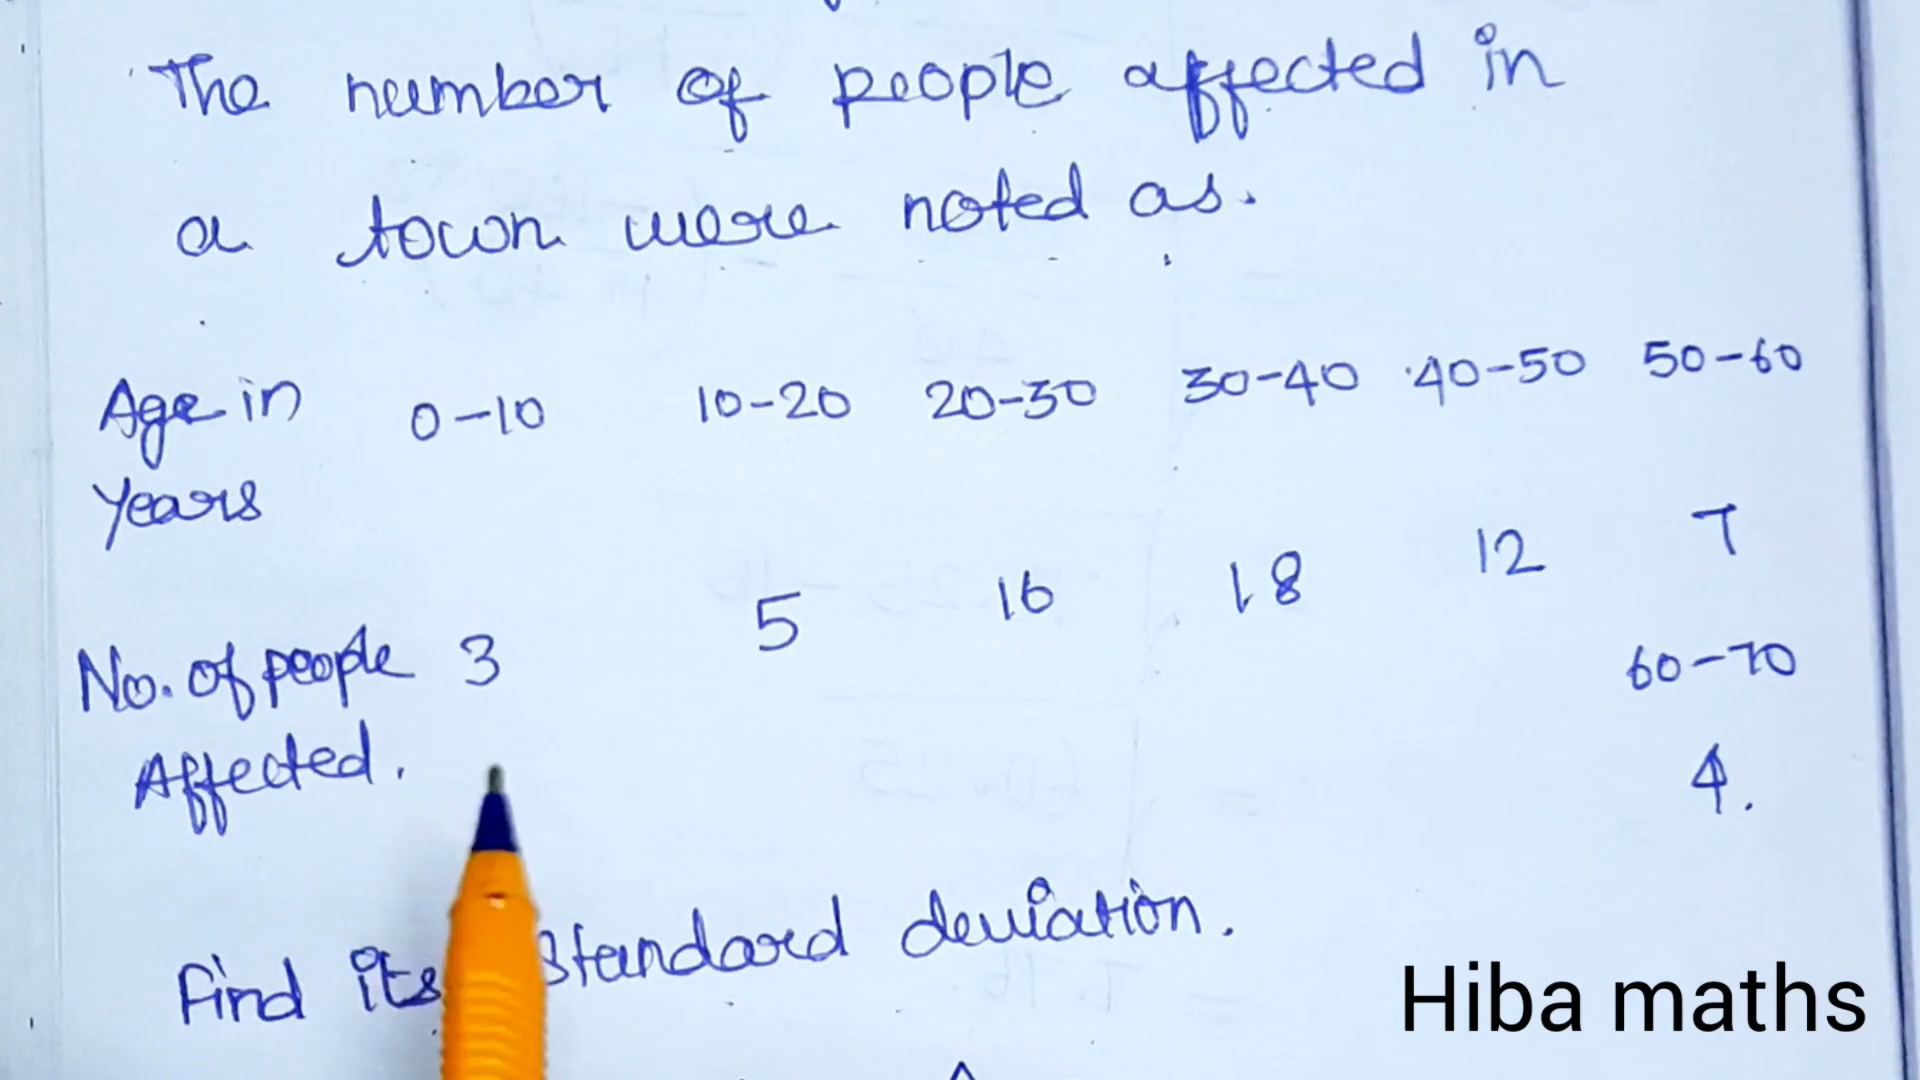 The number of people affected in
a town were noted as.
Age in years 0-10 10-20 20-30 30-40 40-50 50-60
No. of people Affected. 3 5 16 18 12 7
60-70
4.
Find its standard deviation.
Hiba maths